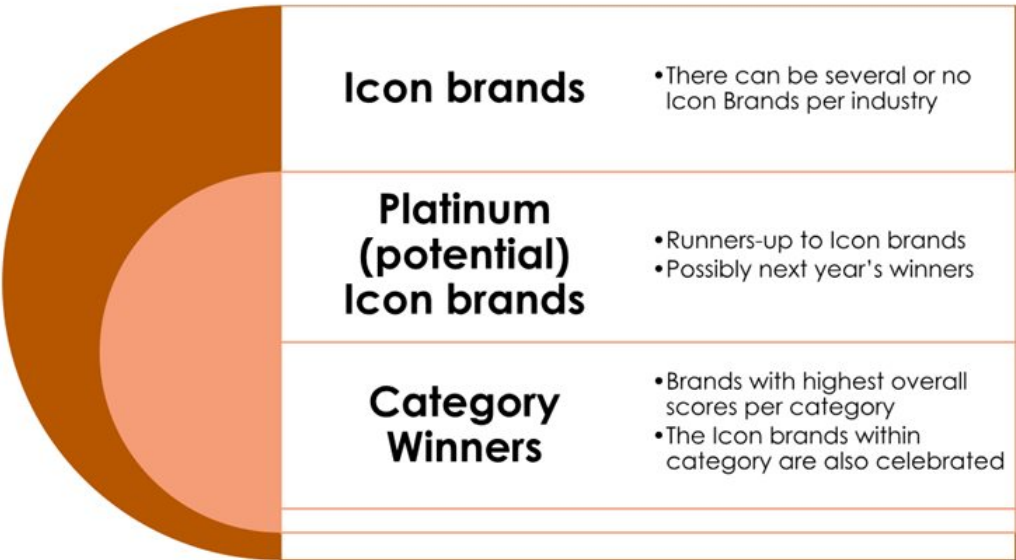 Icon brands
•There can be several or no
Icon Brands per industry
Platinum
(potential)
Icon brands
•Runners-up to Icon brands
•Possibly next year's winners
Category
Winners
•Brands with highest overall
scores per category
•The Icon brands within
category are also celebrated